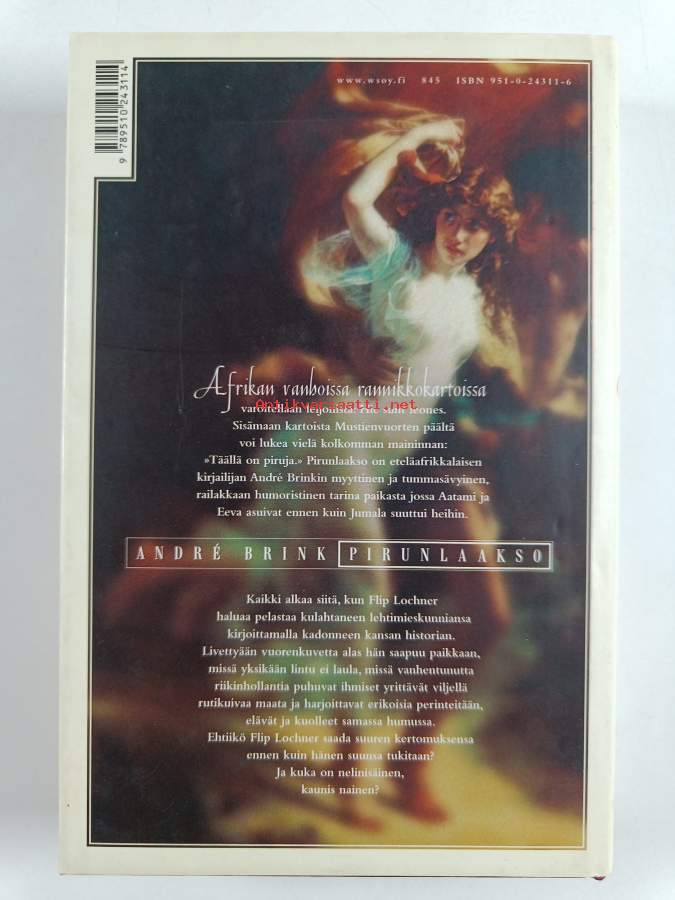 www.wsoy.fi 845 ISBN 951-0-24311-6
9 789510 243114
Afrikan vanhoissa rannikkokartoissa
Antikvariaatti.net
varoitellaan leijonista: Hic sunt leones.
Sisämaan kartoista Mustienvuorten päältä
voi lukea vielä kolkomman maininnan:
»Täällä on piruja.» Pirunlaakso on eteläafrikkalaisen
kirjailijan André Brinkin myyttinen ja tummasävyinen,
railakkaan humoristinen tarina paikasta jossa Aatami ja
Eeva asuivat ennen kuin Jumala suuttui heihin.
ANDRÉ BRINK PIRUNLAAKSO
Kaikki alkaa siitä, kun Flip Lochner
haluaa pelastaa kulahtaneen lehtimieskunniansa
kirjoittamalla kadonneen kansan historian.
Livettyään vuorenkuvetta alas hän saapuu paikkaan,
missä yksikään lintu ei laula, missä vanhentunutta
riikinhollantia puhuvat ihmiset yrittävät viljellä
rutikuivaa maata ja harjoittavat erikoisia perinteitään,
elävät ja kuolleet samassa humussa.
Ehtiikö Flip Lochner saada suuren kertomuksensa
ennen kuin hänen suunsa tukitaan?
Ja kuka on nelinisäinen,
kaunis nainen?